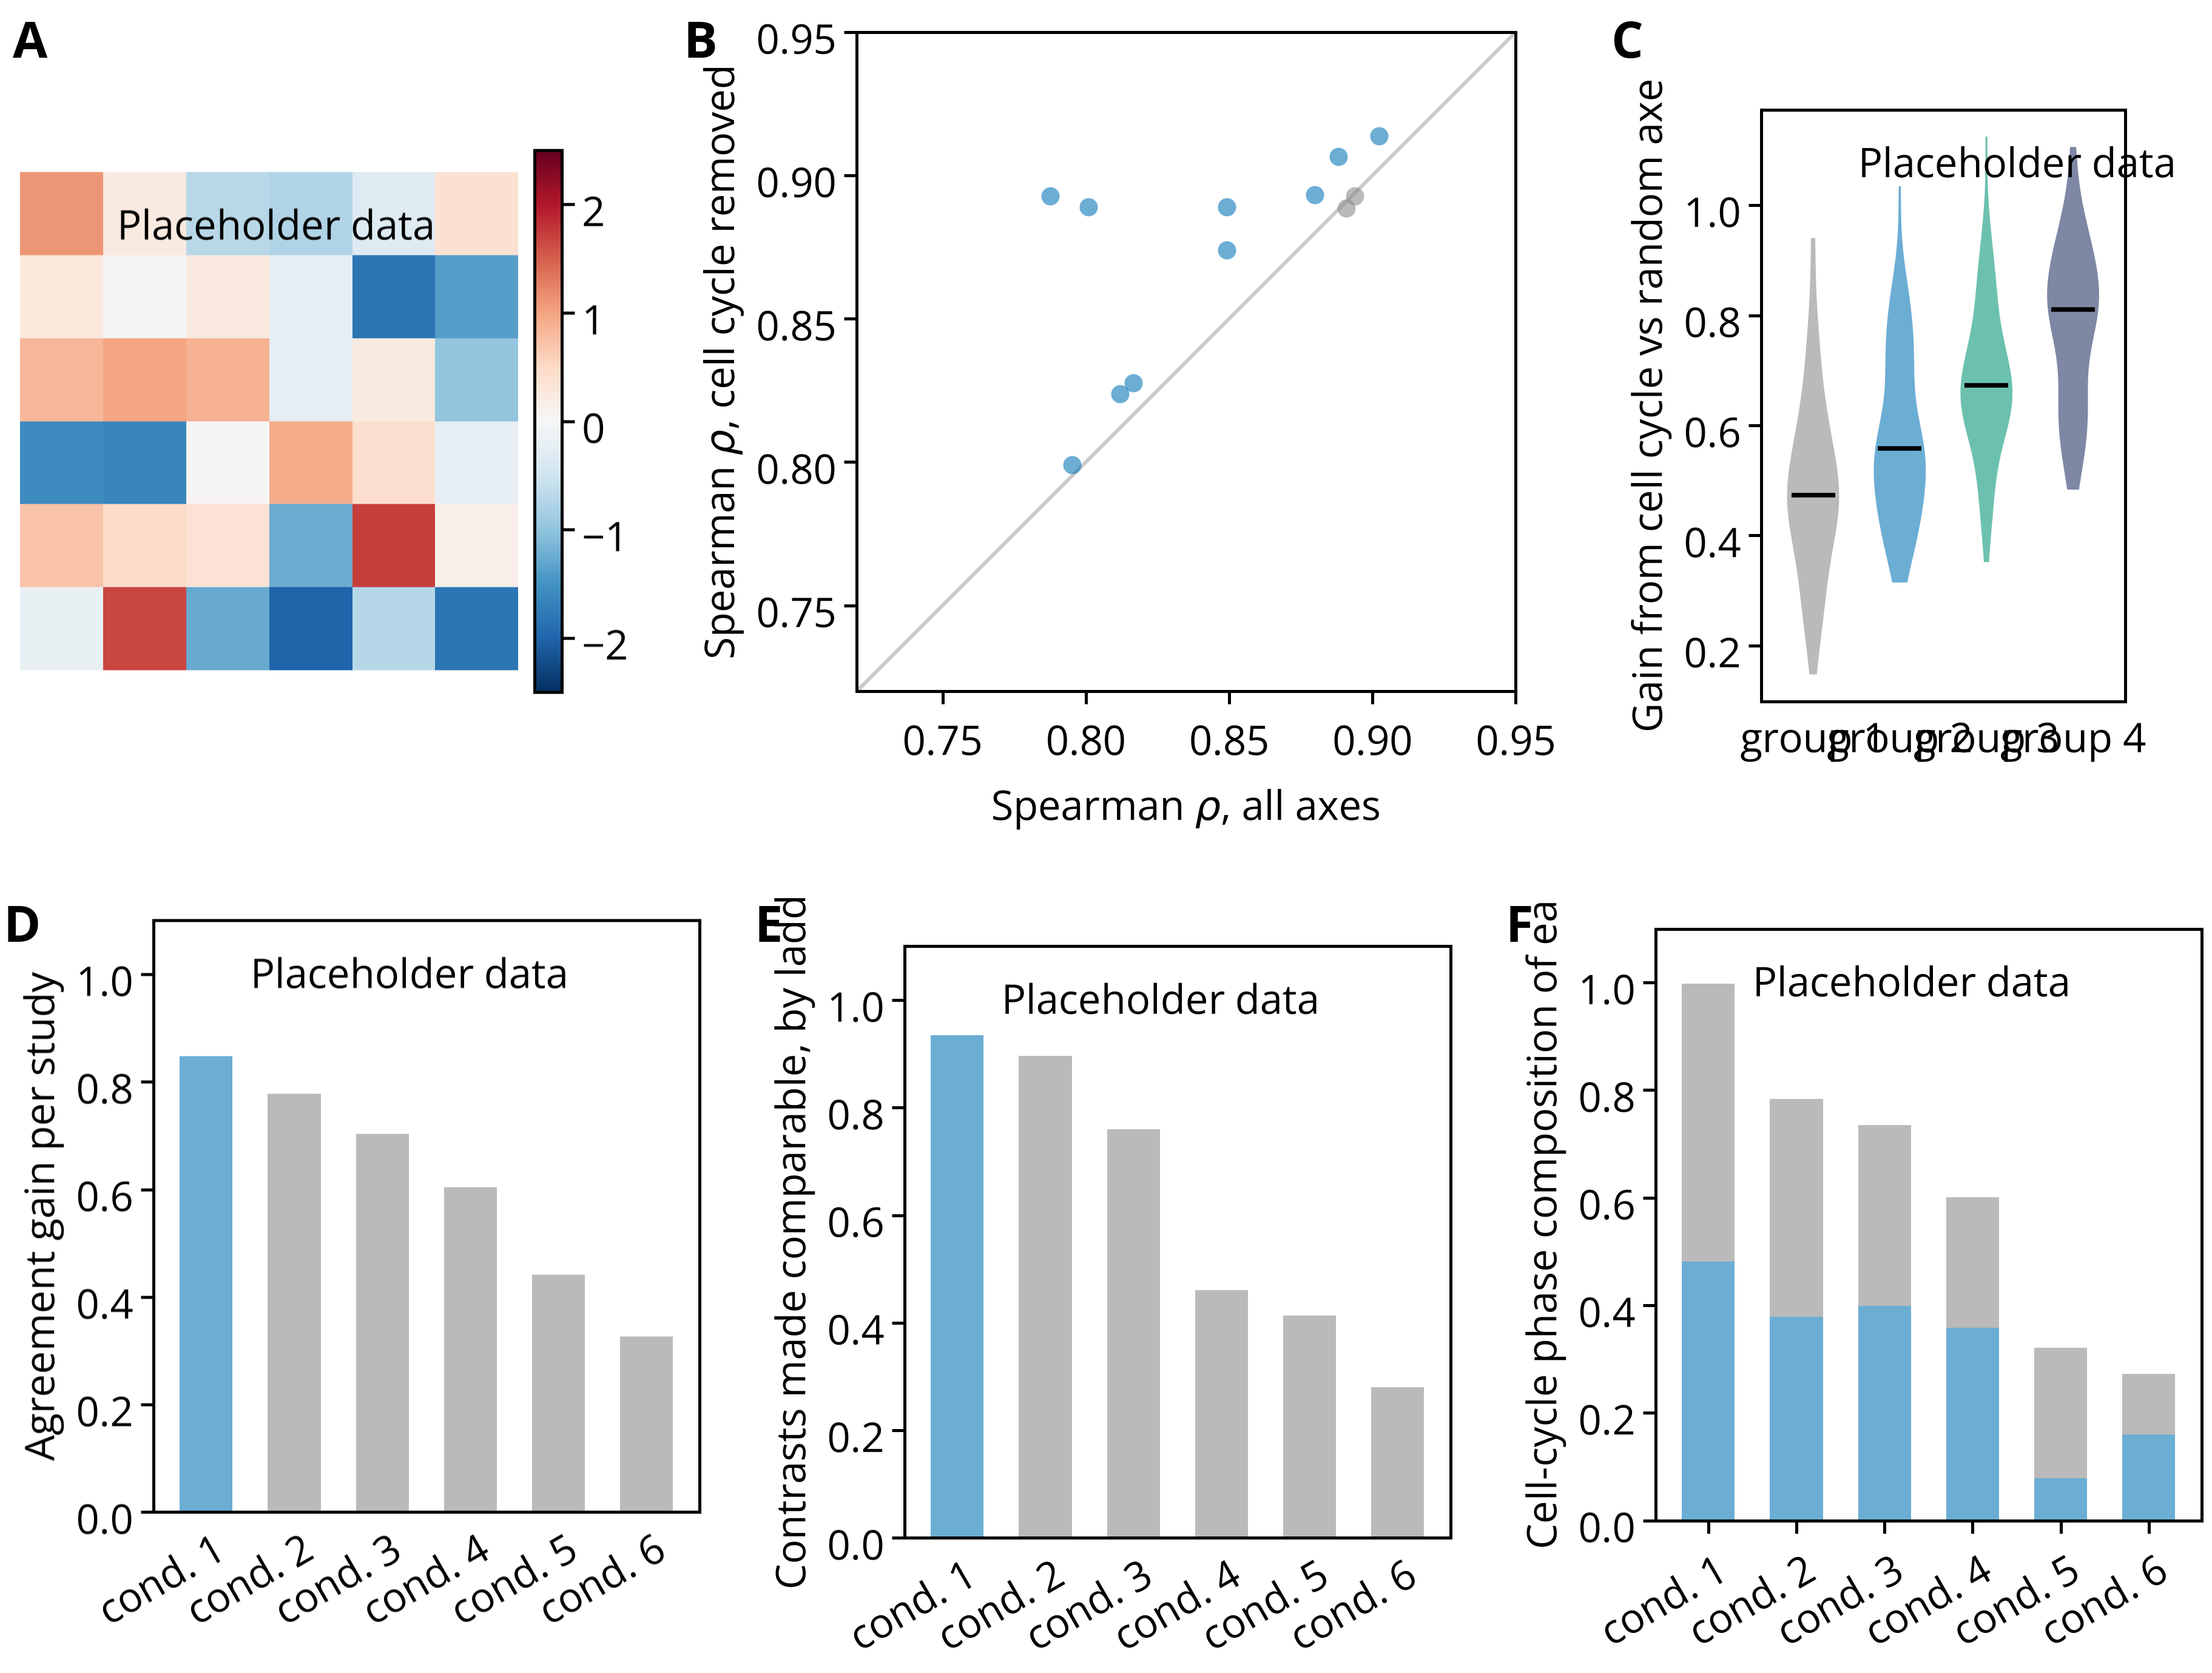 A
Placeholder data
2
1
0
−1
−2
B
Spearman ρ, cell cycle removed
0.95
0.90
0.85
0.80
0.75
0.75 0.80 0.85 0.90 0.95
Spearman ρ, all axes
C
Gain from cell cycle vs random axe
Placeholder data
1.0
0.8
0.6
0.4
0.2
group 1 group 2 group 3 group 4
D
Agreement gain per study
Placeholder data
1.0
0.8
0.6
0.4
0.2
0.0
cond. 1 cond. 2 cond. 3 cond. 4 cond. 5 cond. 6
E
Contrasts made comparable, by ladd
Placeholder data
1.0
0.8
0.6
0.4
0.2
0.0
cond. 1 cond. 2 cond. 3 cond. 4 cond. 5 cond. 6
F
Cell-cycle phase composition of ea
Placeholder data
1.0
0.8
0.6
0.4
0.2
0.0
cond. 1 cond. 2 cond. 3 cond. 4 cond. 5 cond. 6